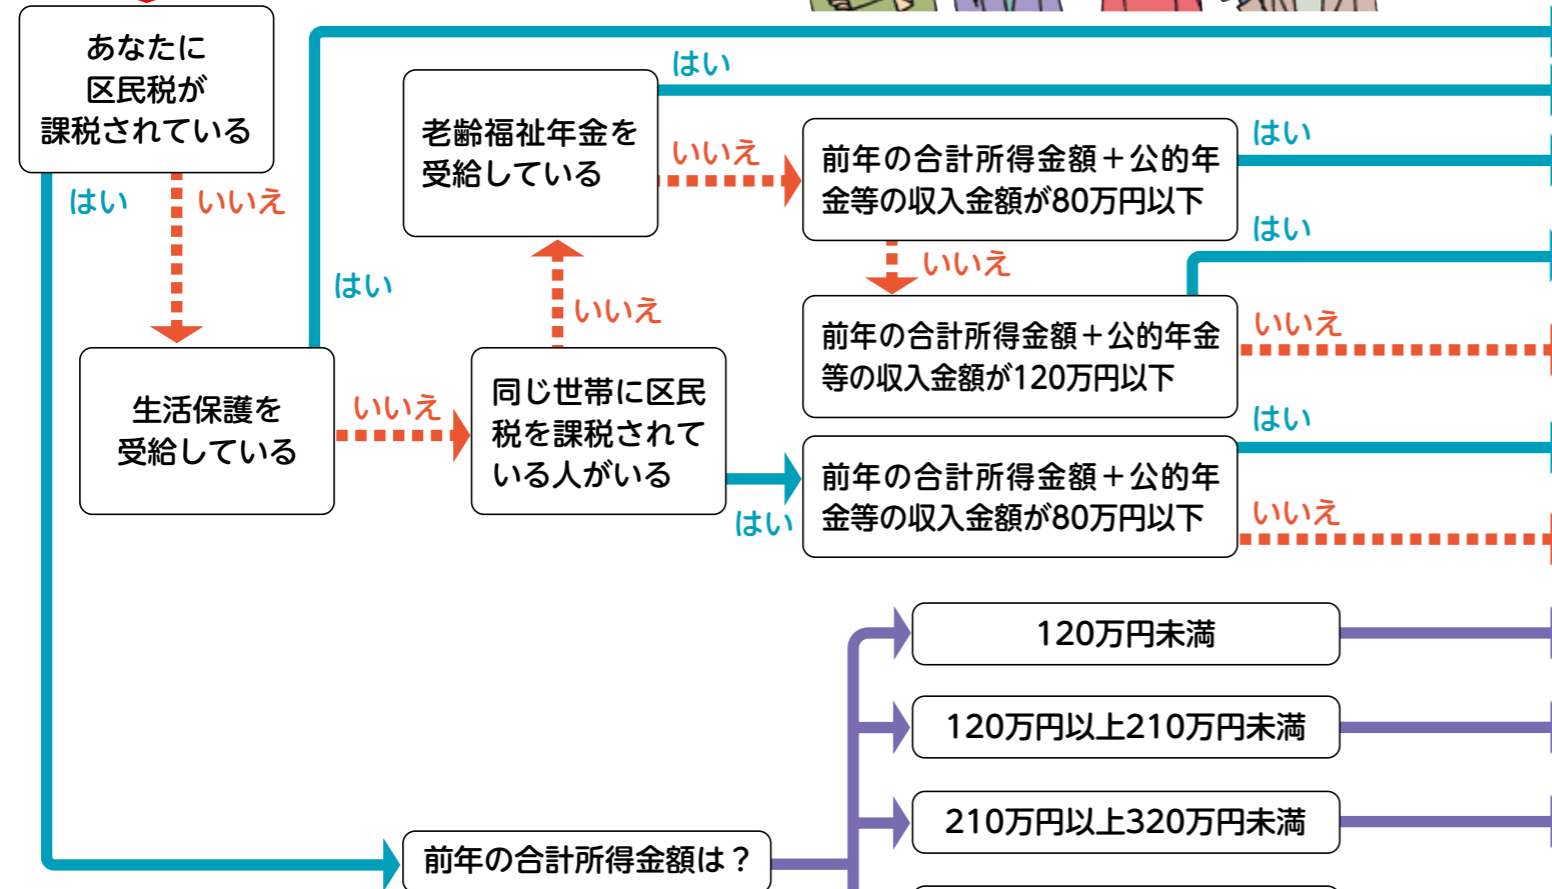 あなたに
区民税が
課税されている
はい
いいえ
生活保護を
受給している
はい
いいえ
同じ世帯に区民
税を課税されて
いる人がいる
いいえ
はい
老齢福祉年金を
受給している
はい
いいえ
前年の合計所得金額＋公的年
金等の収入金額が80万円以下
はい
いいえ
前年の合計所得金額＋公的年金
等の収入金額が120万円以下
はい
いいえ
前年の合計所得金額＋公的年
金等の収入金額が80万円以下
はい
いいえ
前年の合計所得金額は？
120万円未満
120万円以上210万円未満
210万円以上320万円未満